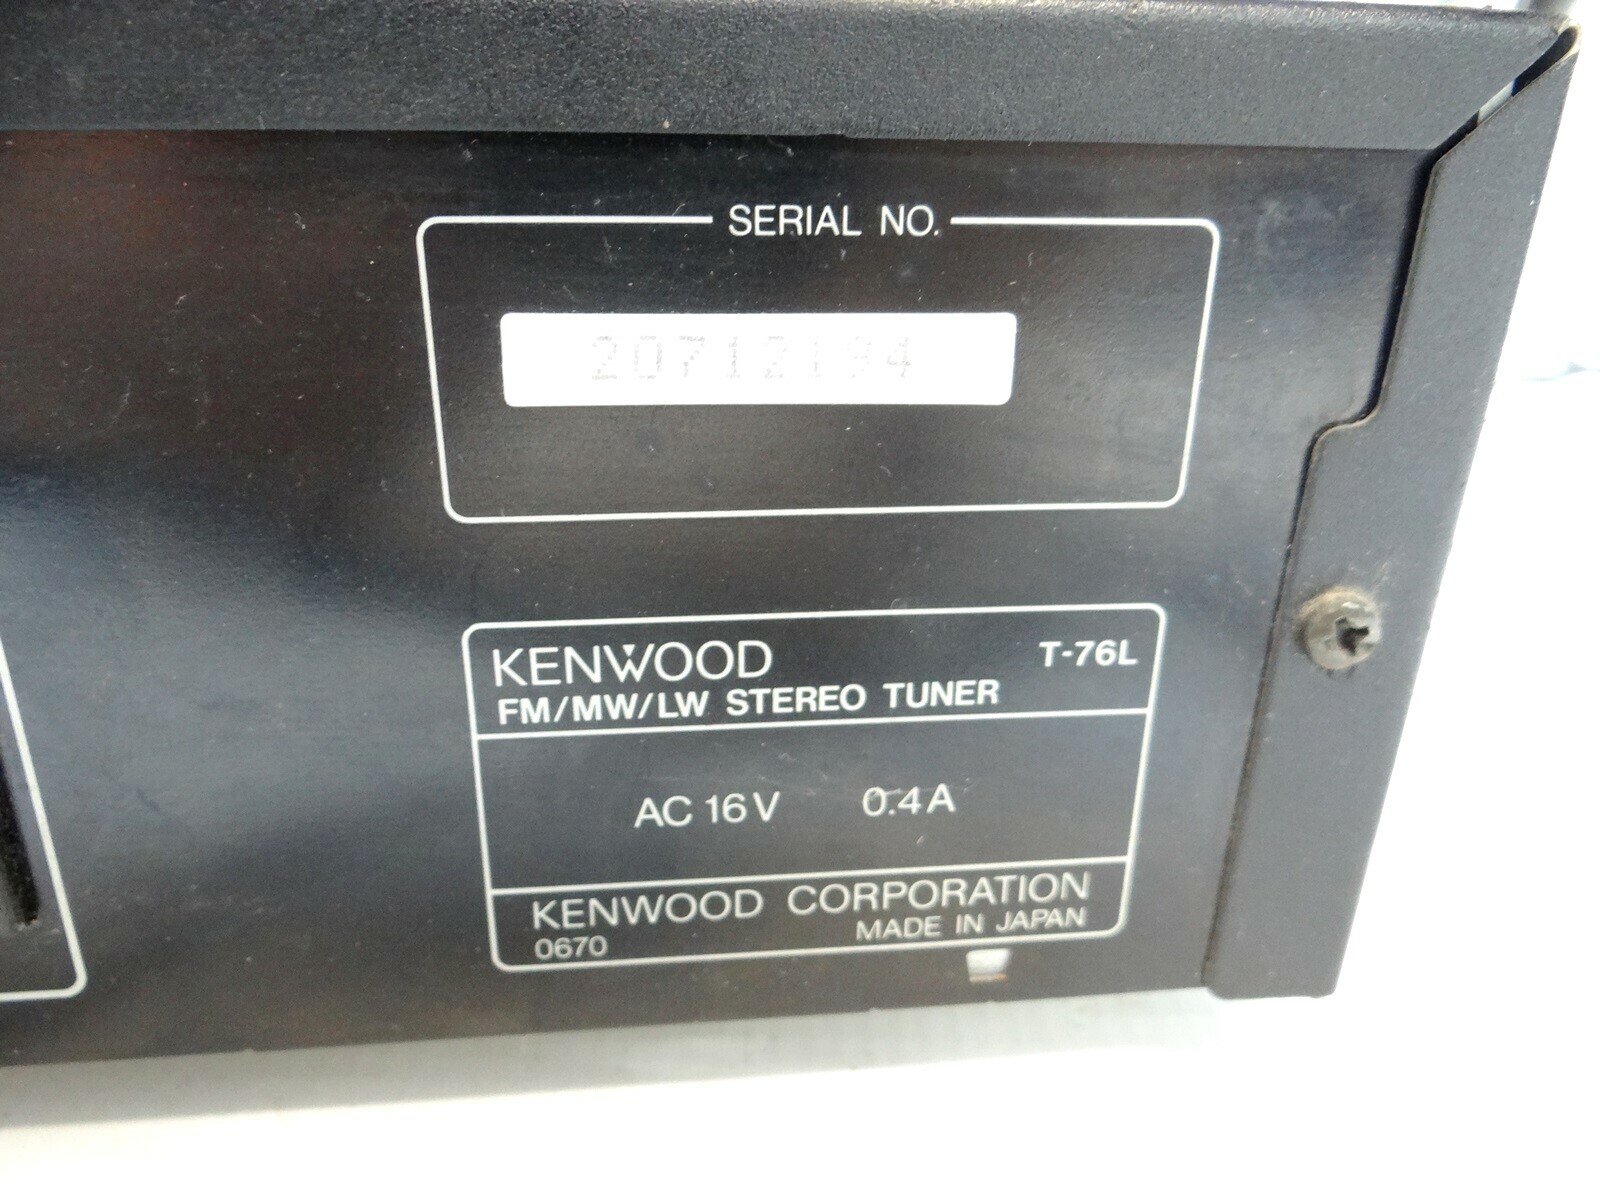 SERIAL NO.
20712194
KENWOOD T-76L
FM/MW/LW STEREO TUNER
AC 16V 0.4A
KENWOOD CORPORATION
0670 MADE IN JAPAN